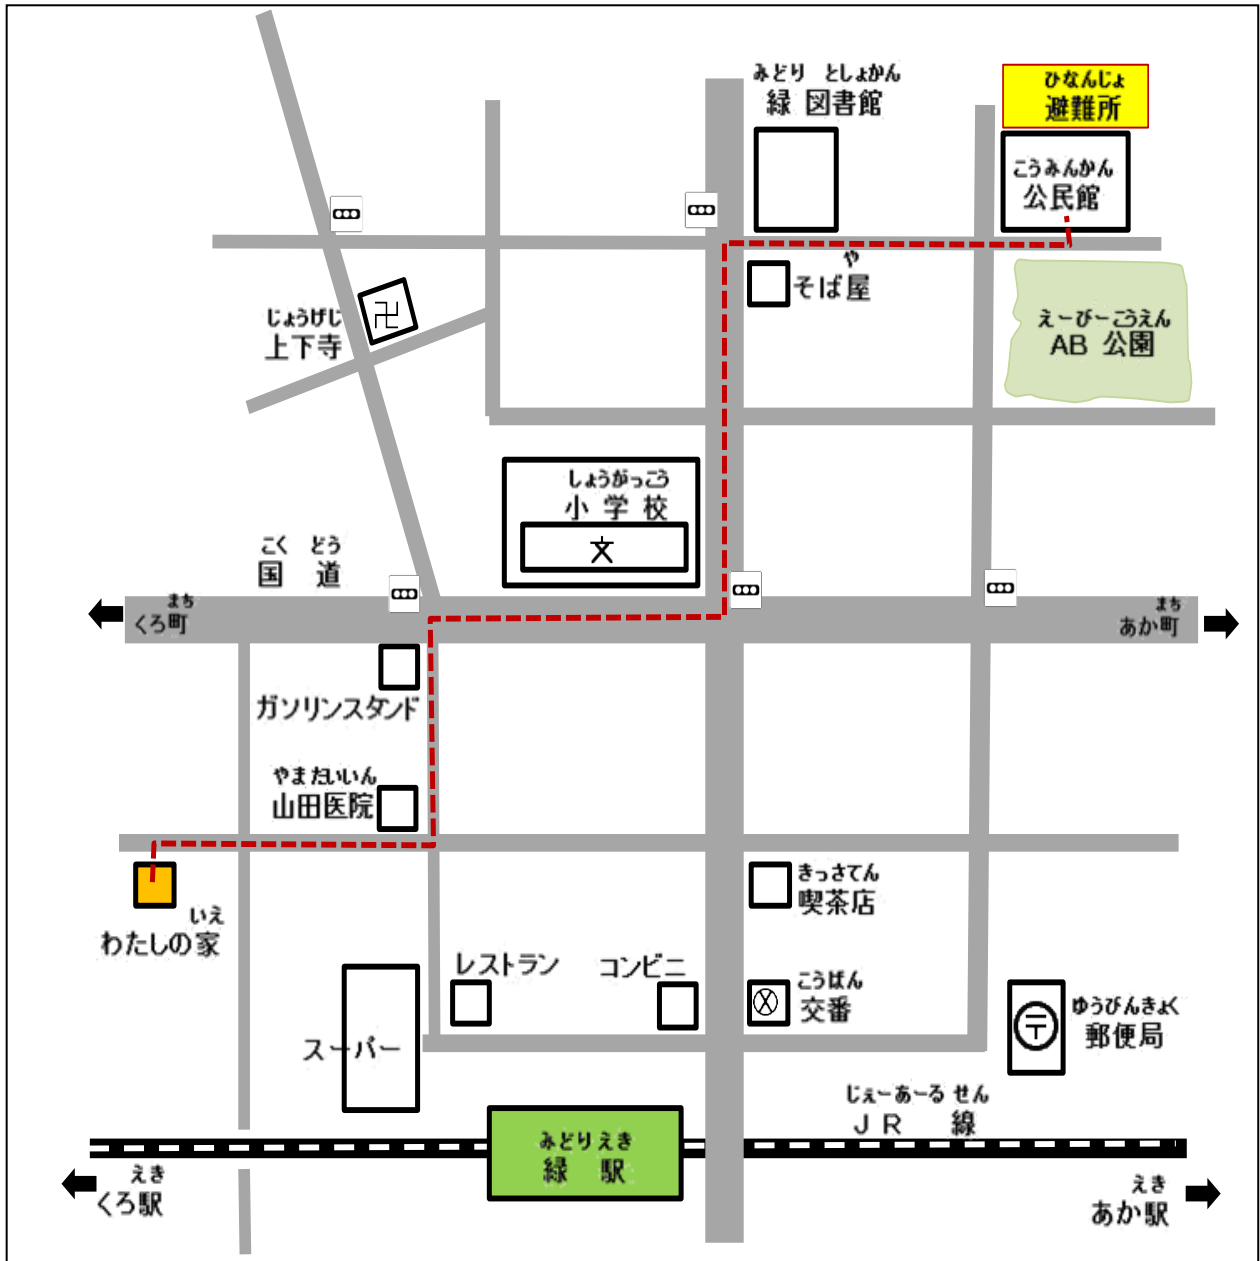 みどり としょかん
緑 図書館
ひなんじょ
避難所
こうみんかん
公民館
や
そば屋
じょうげじ
上下寺
卍
えーびーこうえん
AB 公園
しょうがっこう
小 学 校
文
こく どう
国 道
まち
くろ町
まち
あか町
ガソリンスタンド
やまだいいん
山田医院
きっさてん
喫茶店
いえ
わたしの家
レストラン
コンビニ
こうばん
交番
ゆうびんきょく
郵便局
〒
スーパー
じぇーあーる せん
ＪＲ 線
みどりえき
緑 駅
えき
くろ駅
えき
あか駅